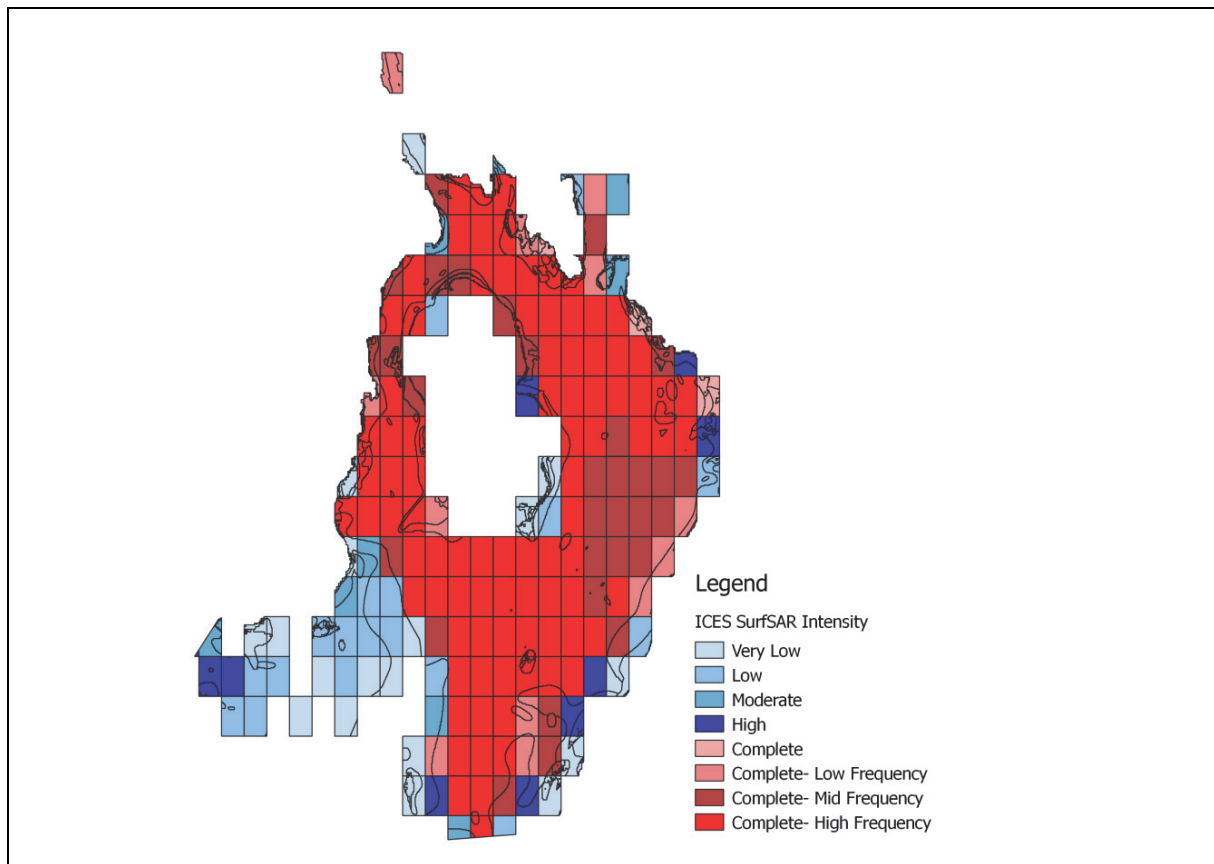 Legend
ICES SurfSAR Intensity
Very Low
Low
Moderate
High
Complete
Complete- Low Frequency
Complete- Mid Frequency
Complete- High Frequency